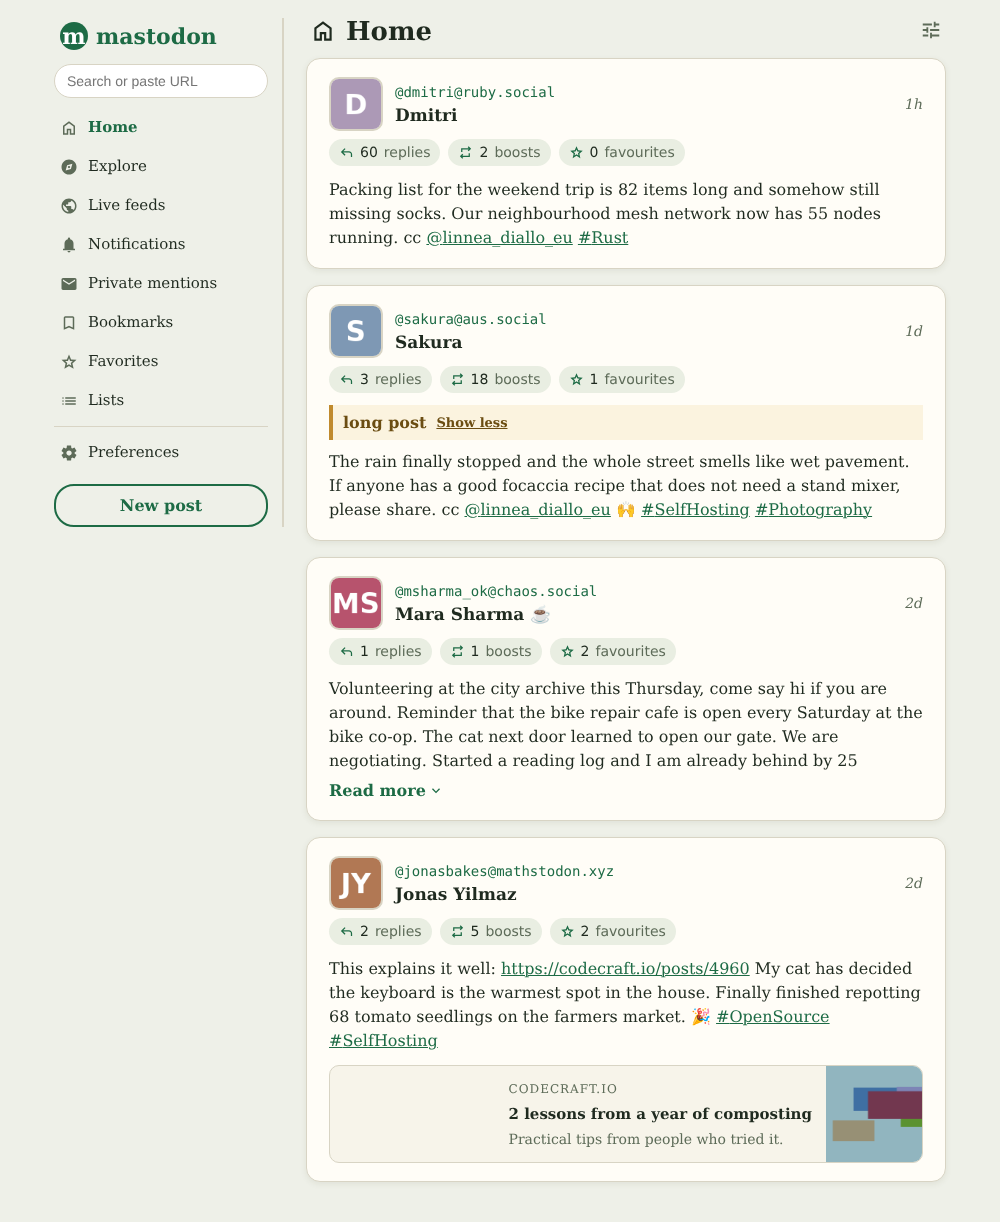 mastodon
Search or paste URL
Home
Explore
Live feeds
Notifications
Private mentions
Bookmarks
Favorites
Lists
Preferences
New post
Home
D
@dmitri@ruby.social
Dmitri
1h
60 replies
2 boosts
0 favourites
Packing list for the weekend trip is 82 items long and somehow still
missing socks. Our neighbourhood mesh network now has 55 nodes
running. cc @linnea_diallo_eu #Rust
S
@sakura@aus.social
Sakura
1d
3 replies
18 boosts
1 favourites
long post Show less
The rain finally stopped and the whole street smells like wet pavement.
If anyone has a good focaccia recipe that does not need a stand mixer,
please share. cc @linnea_diallo_eu 🙌 #SelfHosting #Photography
MS
@msharma_ok@chaos.social
Mara Sharma ☕
2d
1 replies
1 boosts
2 favourites
Volunteering at the city archive this Thursday, come say hi if you are
around. Reminder that the bike repair cafe is open every Saturday at the
bike co-op. The cat next door learned to open our gate. We are
negotiating. Started a reading log and I am already behind by 25
Read more
JY
@jonasbakes@mathstodon.xyz
Jonas Yilmaz
2d
2 replies
5 boosts
2 favourites
This explains it well: https://codecraft.io/posts/4960 My cat has decided
the keyboard is the warmest spot in the house. Finally finished repotting
68 tomato seedlings on the farmers market. 🎉 #OpenSource
#SelfHosting
CODECRAFT.IO
2 lessons from a year of composting
Practical tips from people who tried it.